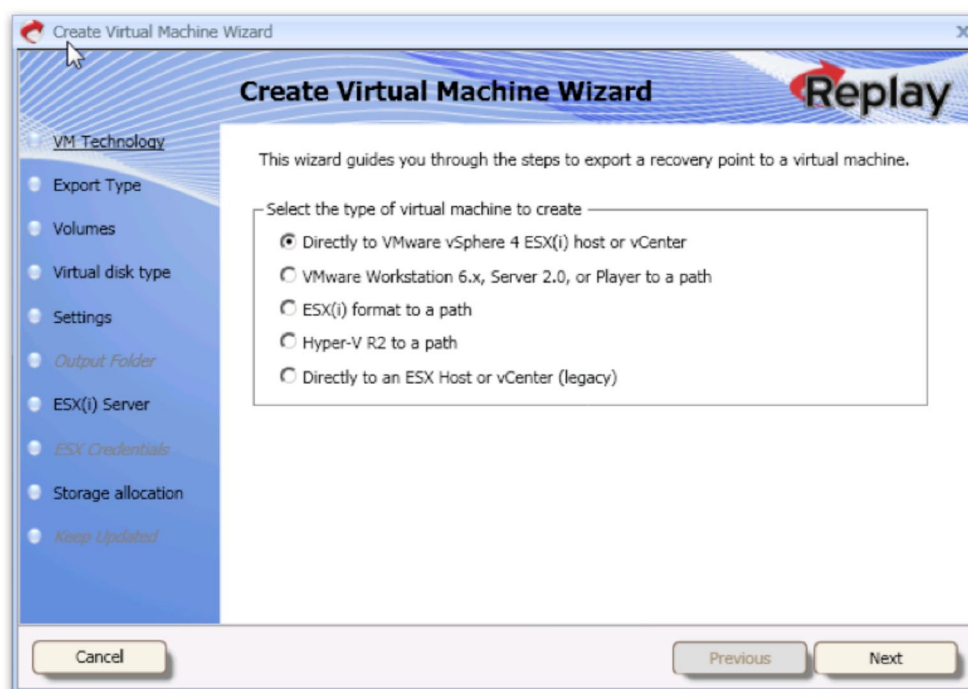 Create Virtual Machine Wizard
Create Virtual Machine Wizard
Replay
VM Technology
Export Type
Volumes
Virtual disk type
Settings
Output Folder
ESX(i) Server
ESX Credentials
Storage allocation
Keep Updated
This wizard guides you through the steps to export a recovery point to a virtual machine.
Select the type of virtual machine to create
Directly to VMware vSphere 4 ESX(i) host or vCenter
VMware Workstation 6.x, Server 2.0, or Player to a path
ESX(i) format to a path
Hyper-V R2 to a path
Directly to an ESX Host or vCenter (legacy)
Cancel
Previous
Next